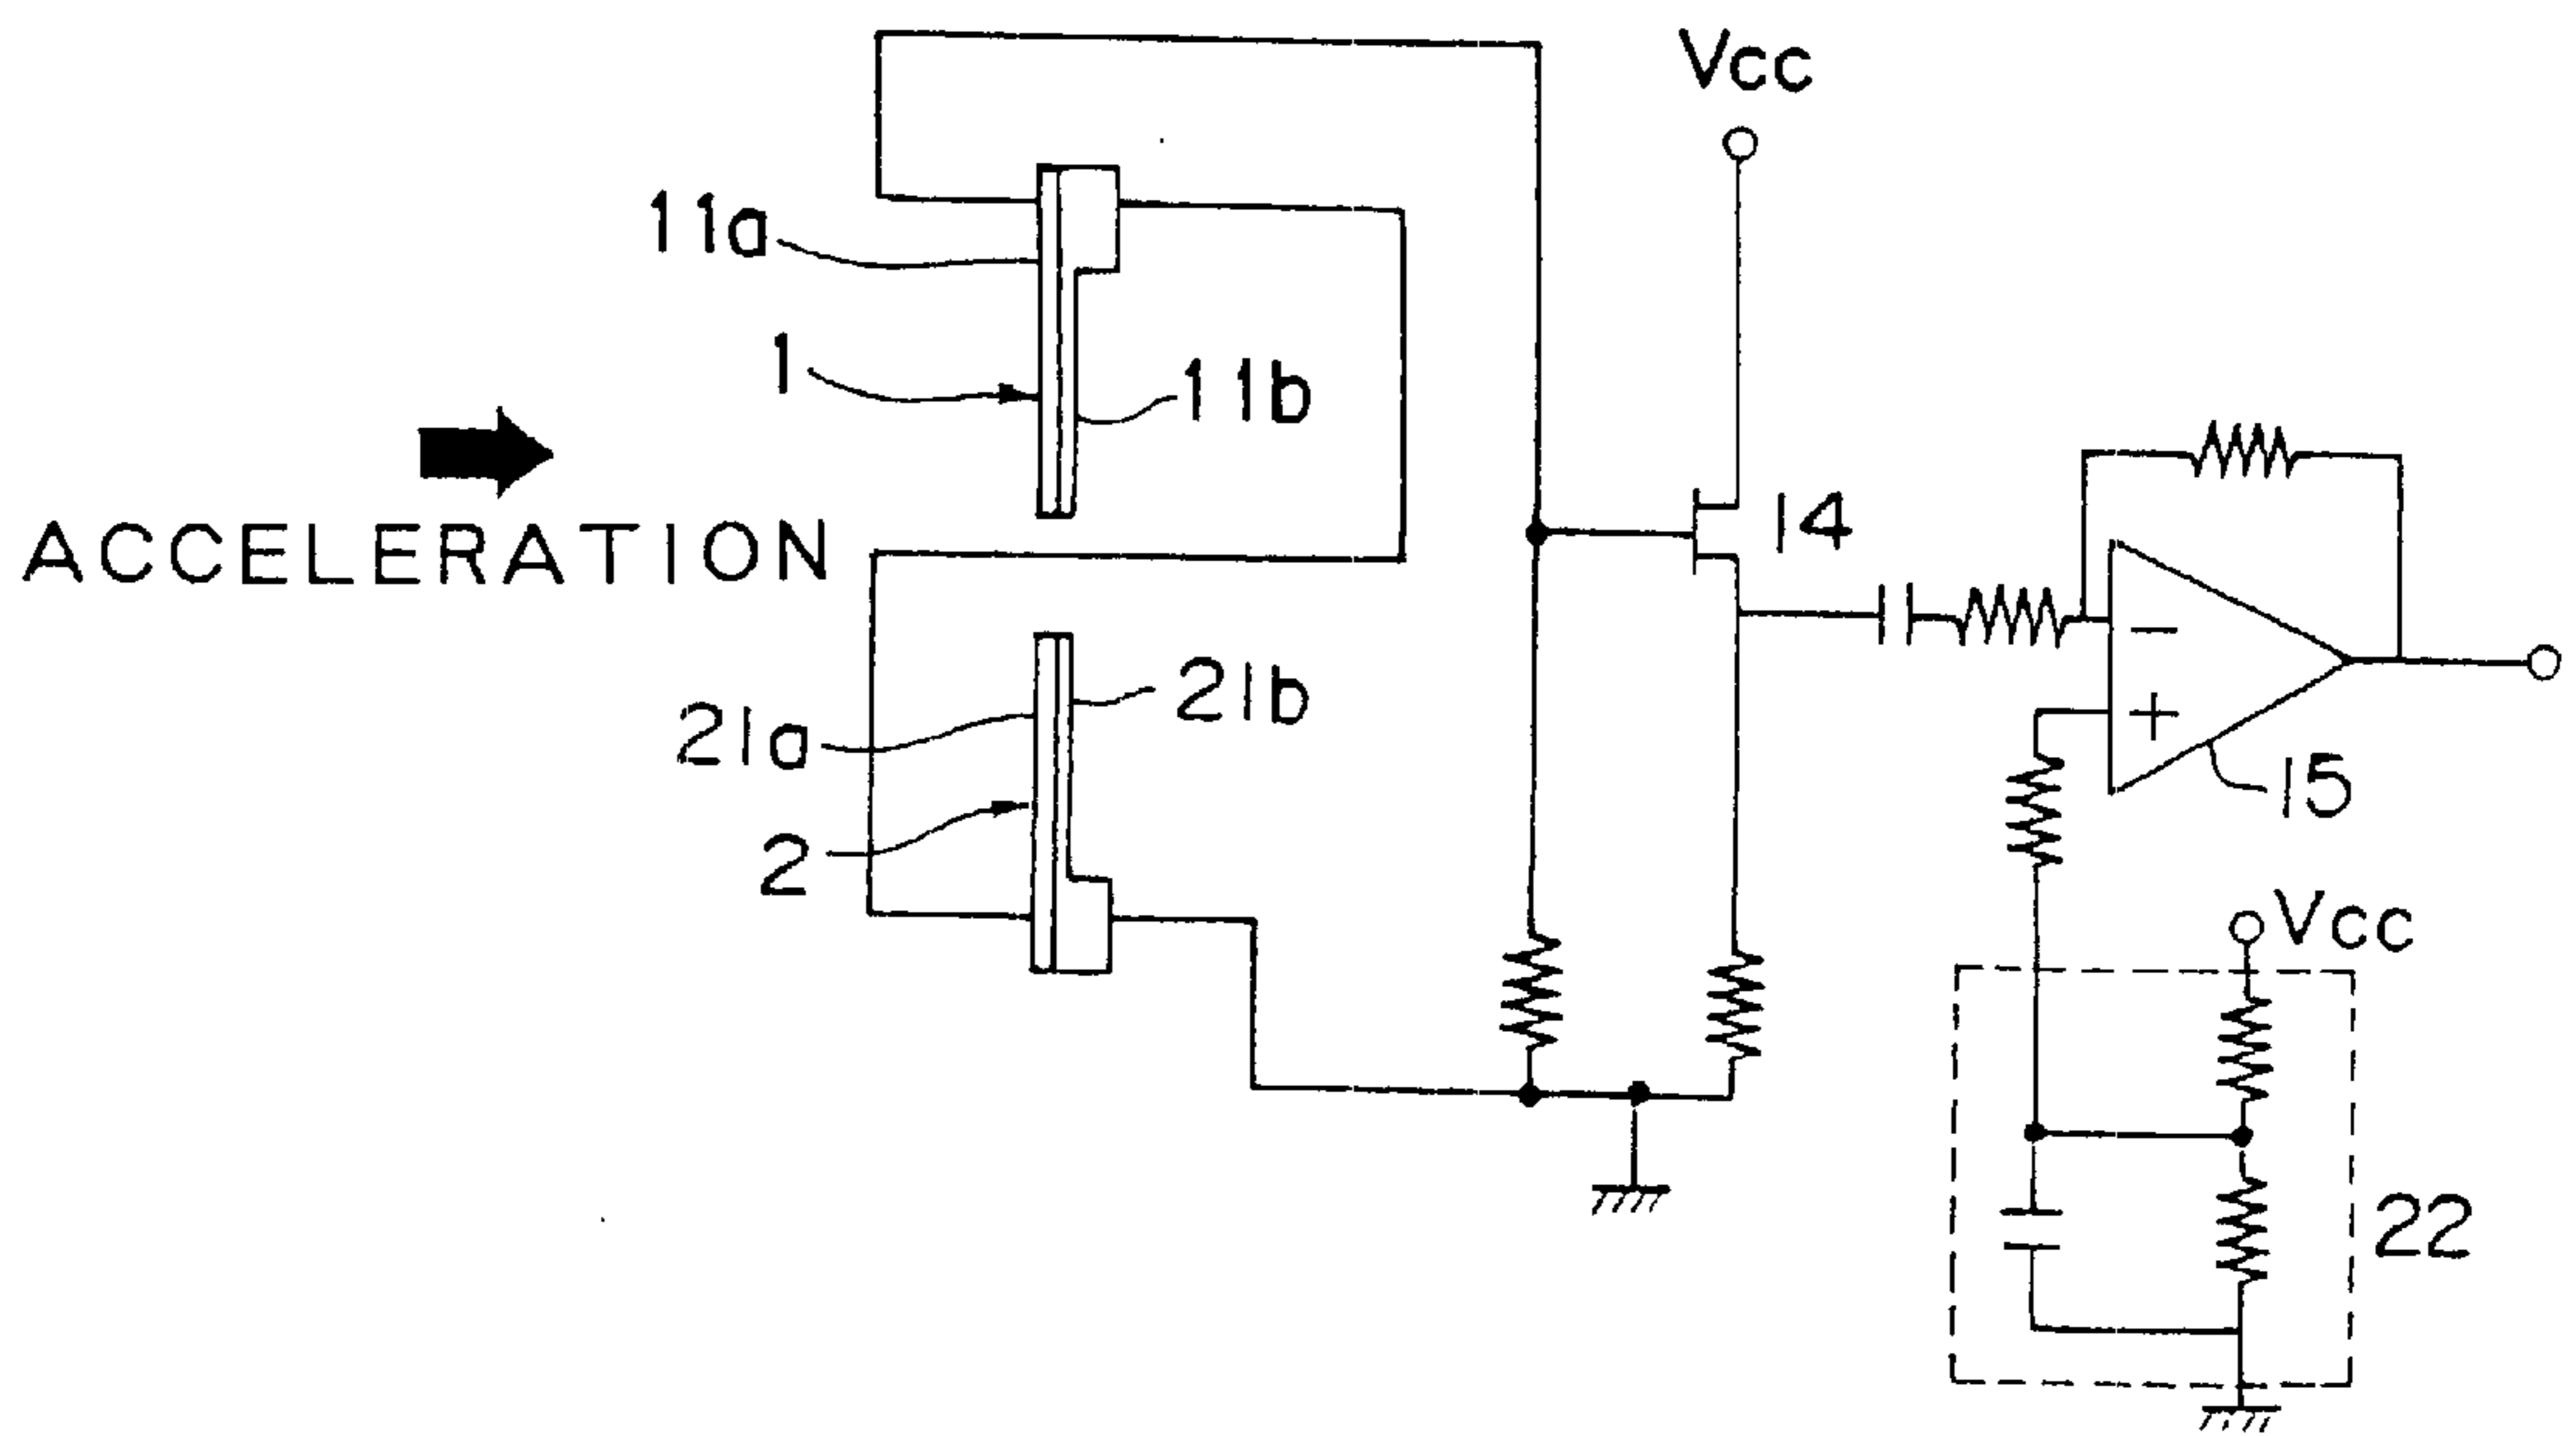 Vcc
11a
1
11b
14
ACCELERATION
−
21b
21a
+
15
2
Vcc
22